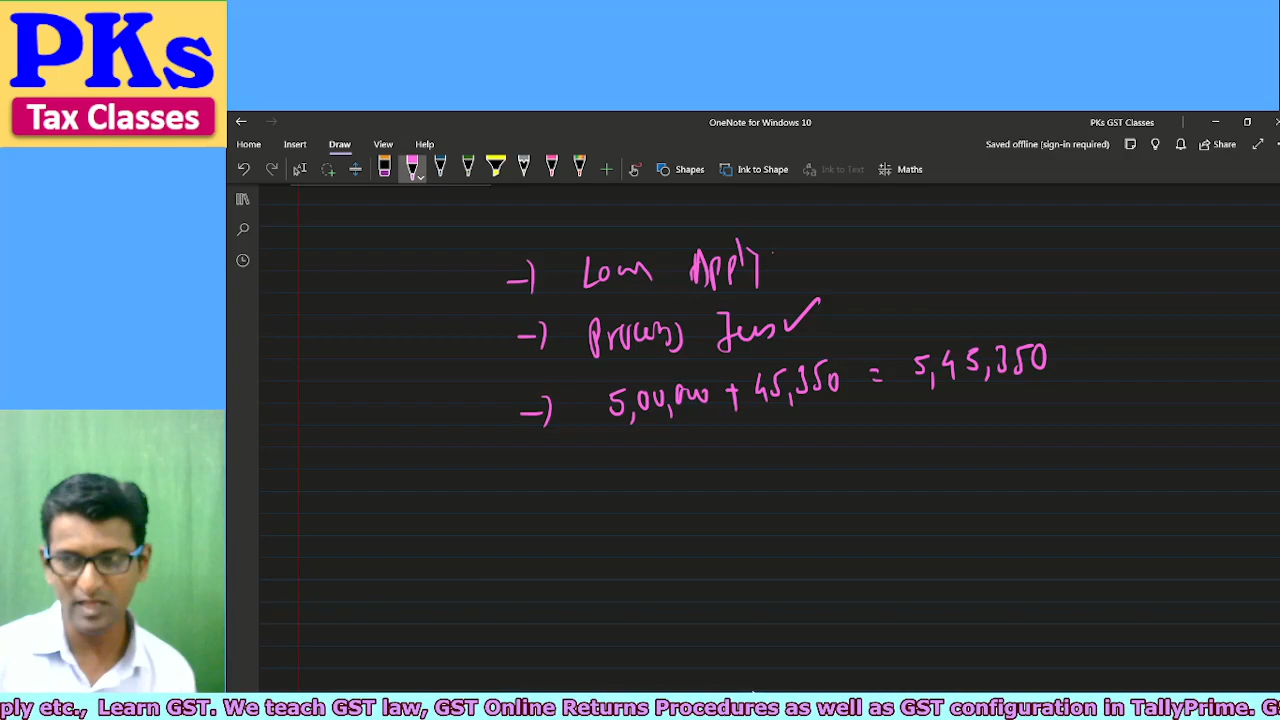 PKs
Tax Classes
OneNote for Windows 10
PKs GST Classes
Home Insert Draw View Help
Saved offline (sign-in required) Share
Shapes Ink to Shape Ink to Text Maths
→ Loan Apply
→ Process Fees ✓
→ 5,00,000 + 45,350 = 5,45,350
ply etc., Learn GST. We teach GST law, GST Online Returns Procedures as well as GST configuration in TallyPrime. G